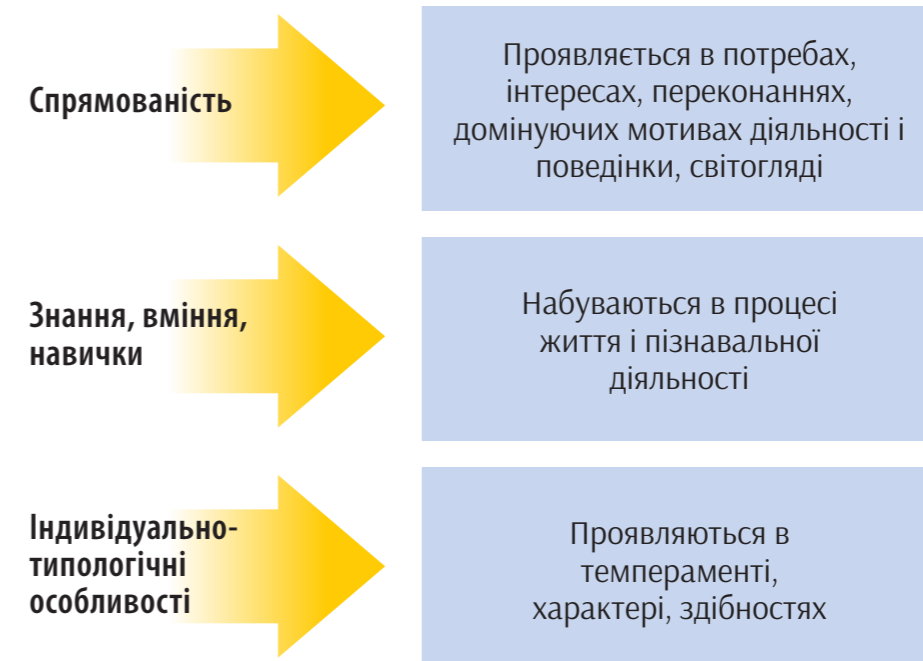 Спрямованість
Проявляється в потребах,
інтересах, переконаннях,
домінуючих мотивах діяльності і
поведінки, світогляді
Знання, вміння,
навички
Набуваються в процесі
життя і пізнавальної
діяльності
Індивідуально-
типологічні
особливості
Проявляються в
темпераменті,
характері, здібностях